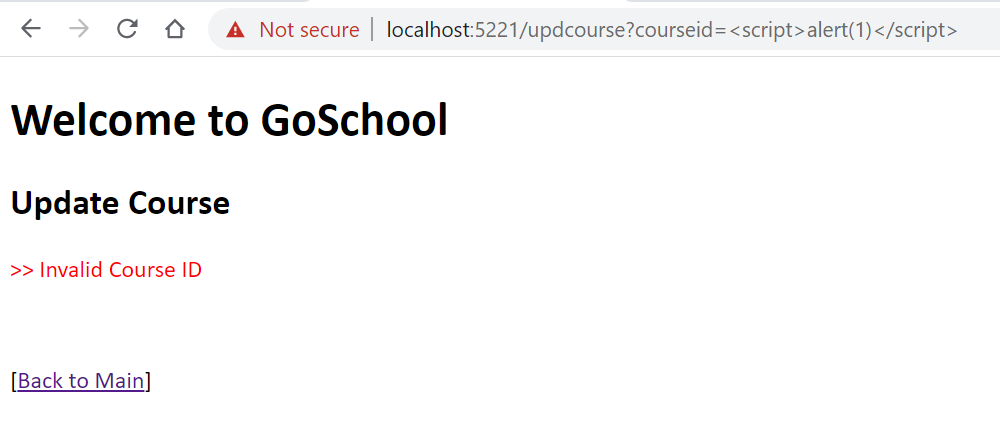 Not secure | localhost:5221/updcourse?courseid=<script>alert(1)</script>
Welcome to GoSchool
Update Course
>> Invalid Course ID
[Back to Main]